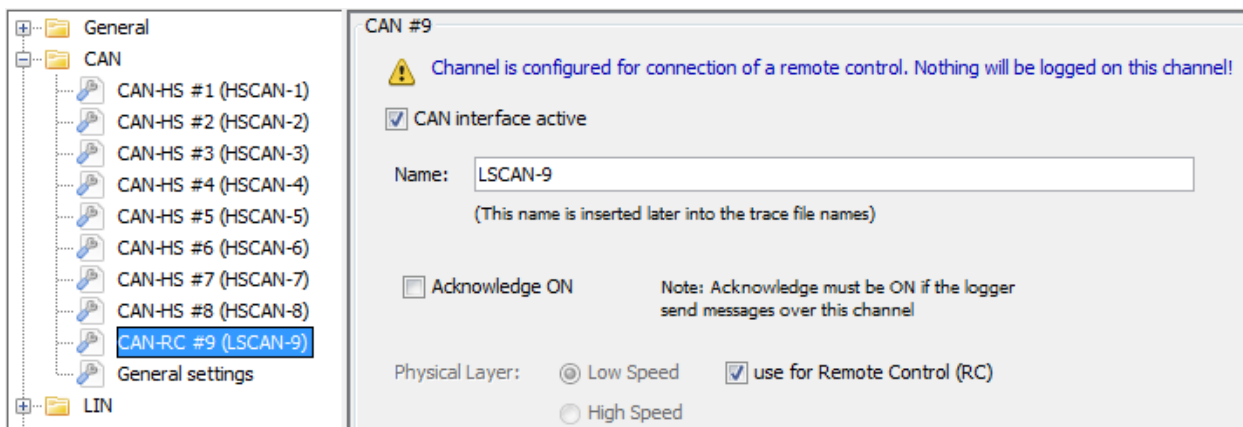 General
CAN
CAN-HS #1 (HSCAN-1)
CAN-HS #2 (HSCAN-2)
CAN-HS #3 (HSCAN-3)
CAN-HS #4 (HSCAN-4)
CAN-HS #5 (HSCAN-5)
CAN-HS #6 (HSCAN-6)
CAN-HS #7 (HSCAN-7)
CAN-HS #8 (HSCAN-8)
CAN-RC #9 (LSCAN-9)
General settings
LIN
CAN #9
Channel is configured for connection of a remote control. Nothing will be logged on this channel!
CAN interface active
Name: LSCAN-9
(This name is inserted later into the trace file names)
Acknowledge ON
Note: Acknowledge must be ON if the logger
send messages over this channel
Physical Layer: Low Speed use for Remote Control (RC)
High Speed